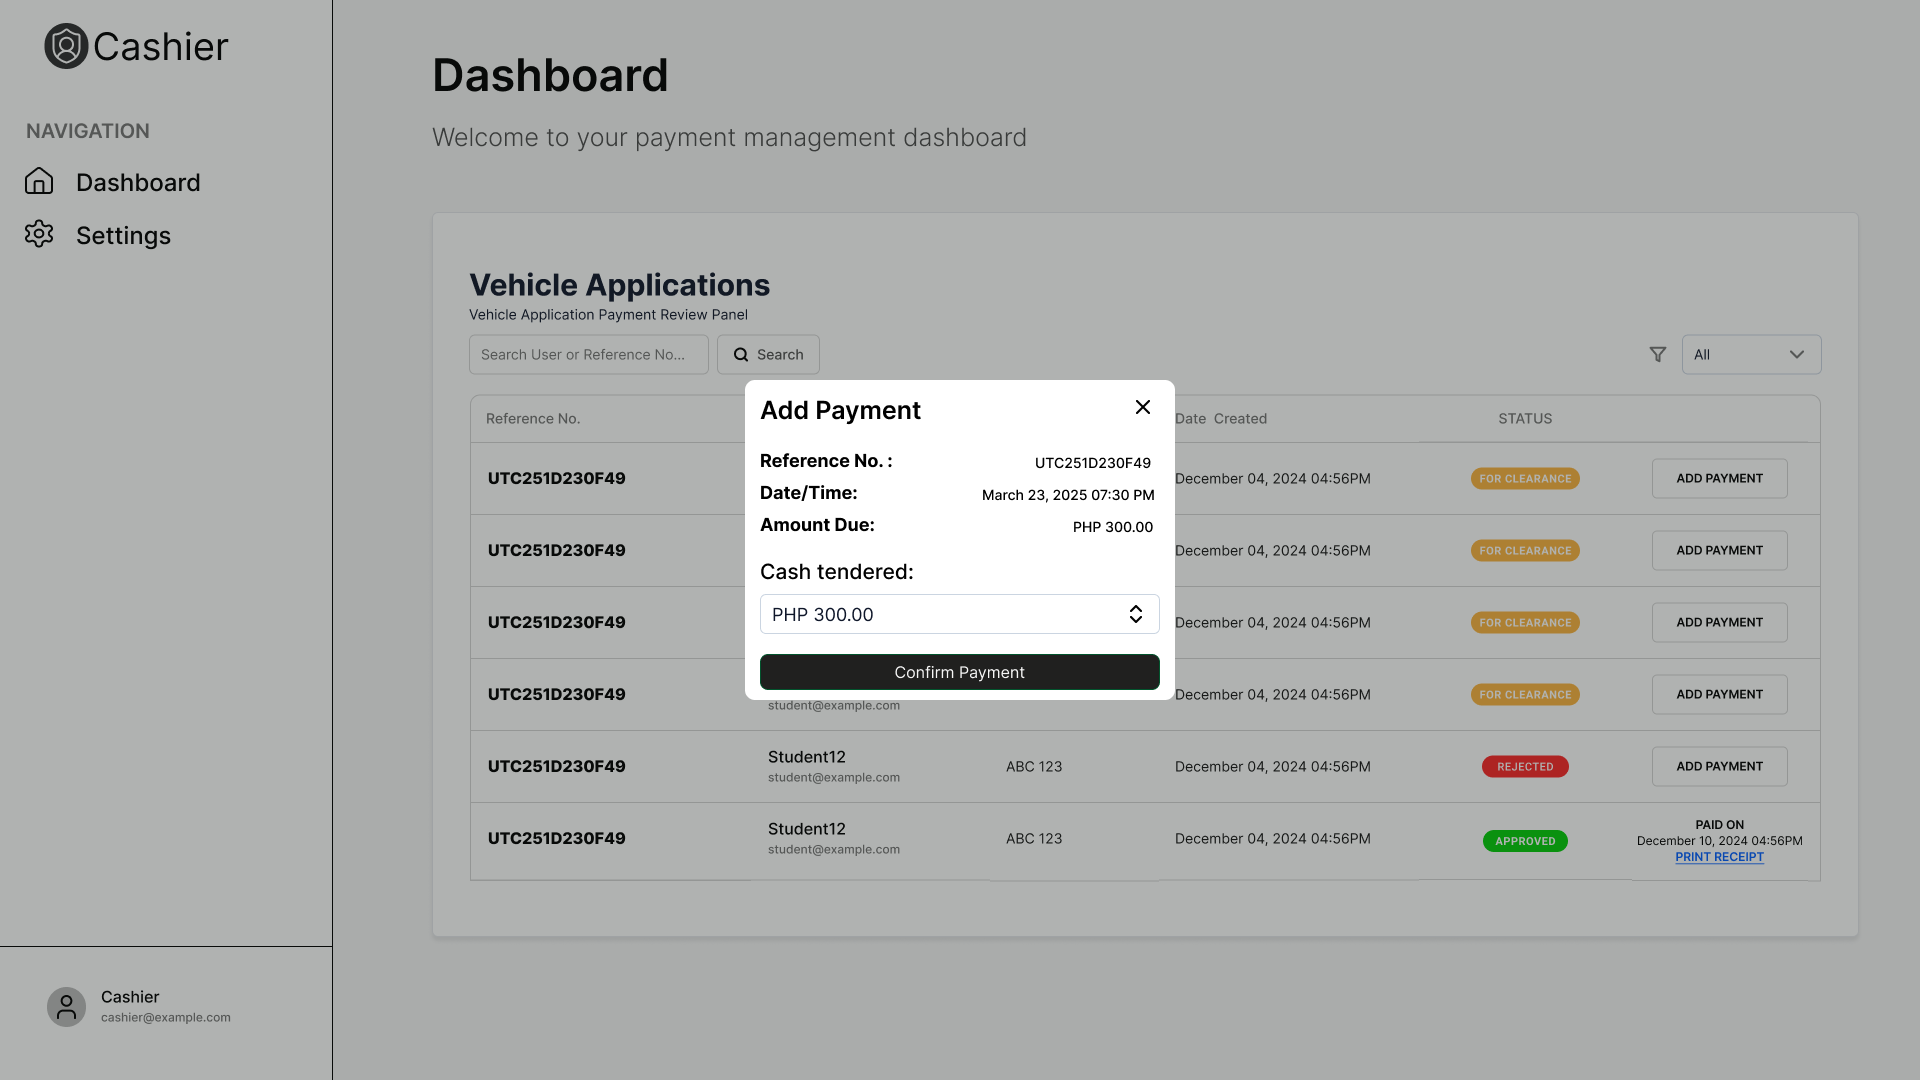 Cashier
NAVIGATION
Dashboard
Settings
Cashier
cashier@example.com
Dashboard
Welcome to your payment management dashboard
Vehicle Applications
Vehicle Application Payment Review Panel
Search User or Reference No...
Search
All
Reference No.
Date Created
STATUS
UTC251D230F49
December 04, 2024 04:56PM
FOR CLEARANCE
ADD PAYMENT
UTC251D230F49
December 04, 2024 04:56PM
FOR CLEARANCE
ADD PAYMENT
UTC251D230F49
December 04, 2024 04:56PM
FOR CLEARANCE
ADD PAYMENT
UTC251D230F49
student@example.com
December 04, 2024 04:56PM
FOR CLEARANCE
ADD PAYMENT
UTC251D230F49
Student12
student@example.com
ABC 123
December 04, 2024 04:56PM
REJECTED
ADD PAYMENT
UTC251D230F49
Student12
student@example.com
ABC 123
December 04, 2024 04:56PM
APPROVED
PAID ON
December 10, 2024 04:56PM
PRINT RECEIPT
Add Payment
Reference No. :
UTC251D230F49
Date/Time:
March 23, 2025 07:30 PM
Amount Due:
PHP 300.00
Cash tendered:
PHP 300.00
Confirm Payment